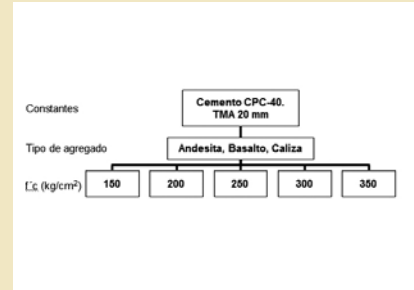 Constantes
Cemento CPC-40.
TMA 20 mm
Tipo de agregado
Andesita, Basalto, Caliza
f´c (kg/cm²)
150
200
250
300
350